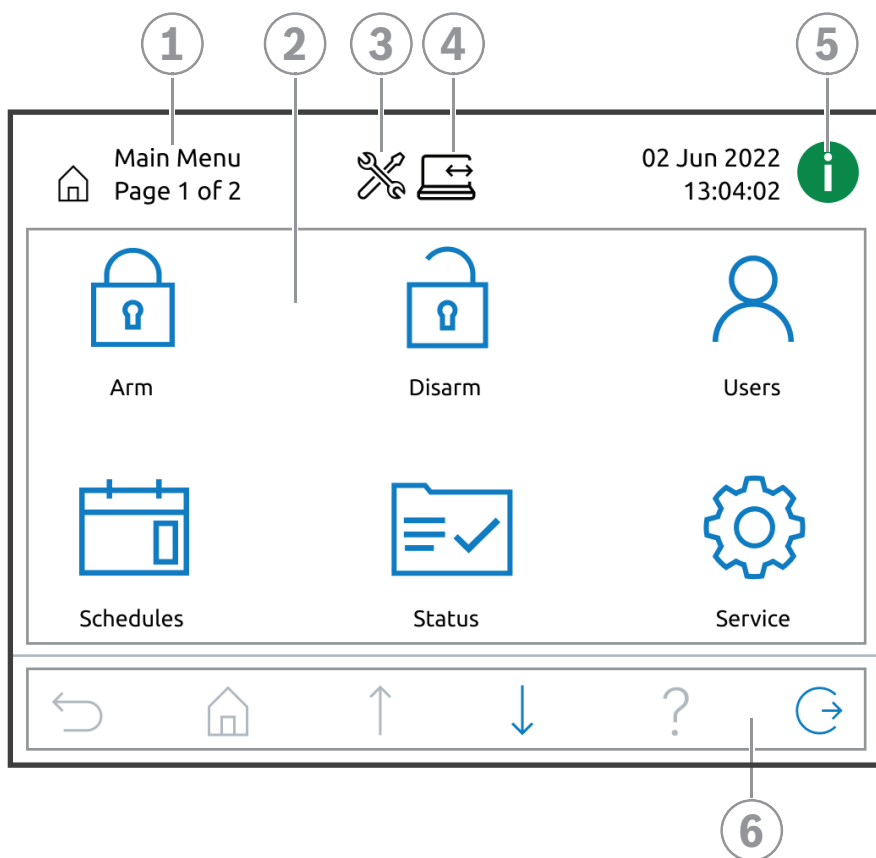 1 2 3 4 5
Main Menu
Page 1 of 2
02 Jun 2022
13:04:02
i
Arm Disarm Users
Schedules Status Service
?
6